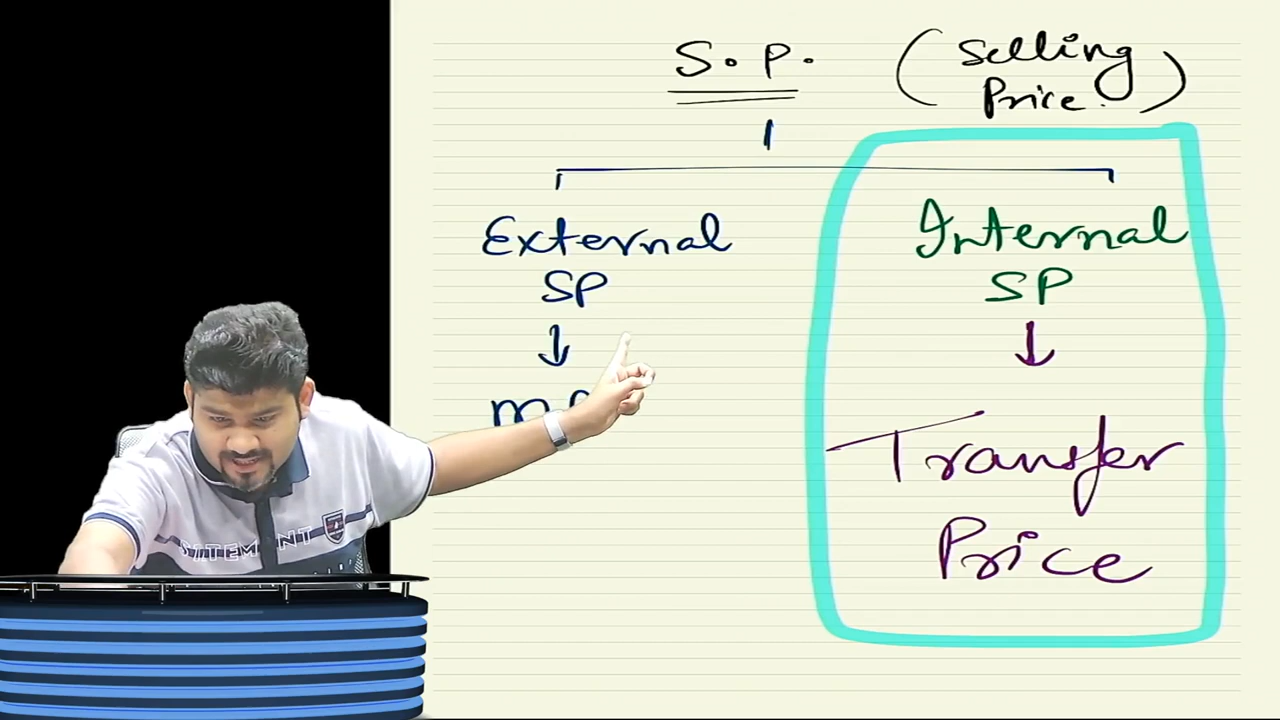 S. P. (Selling Price.)
External SP
↓
Internal SP
↓
Transfer Price